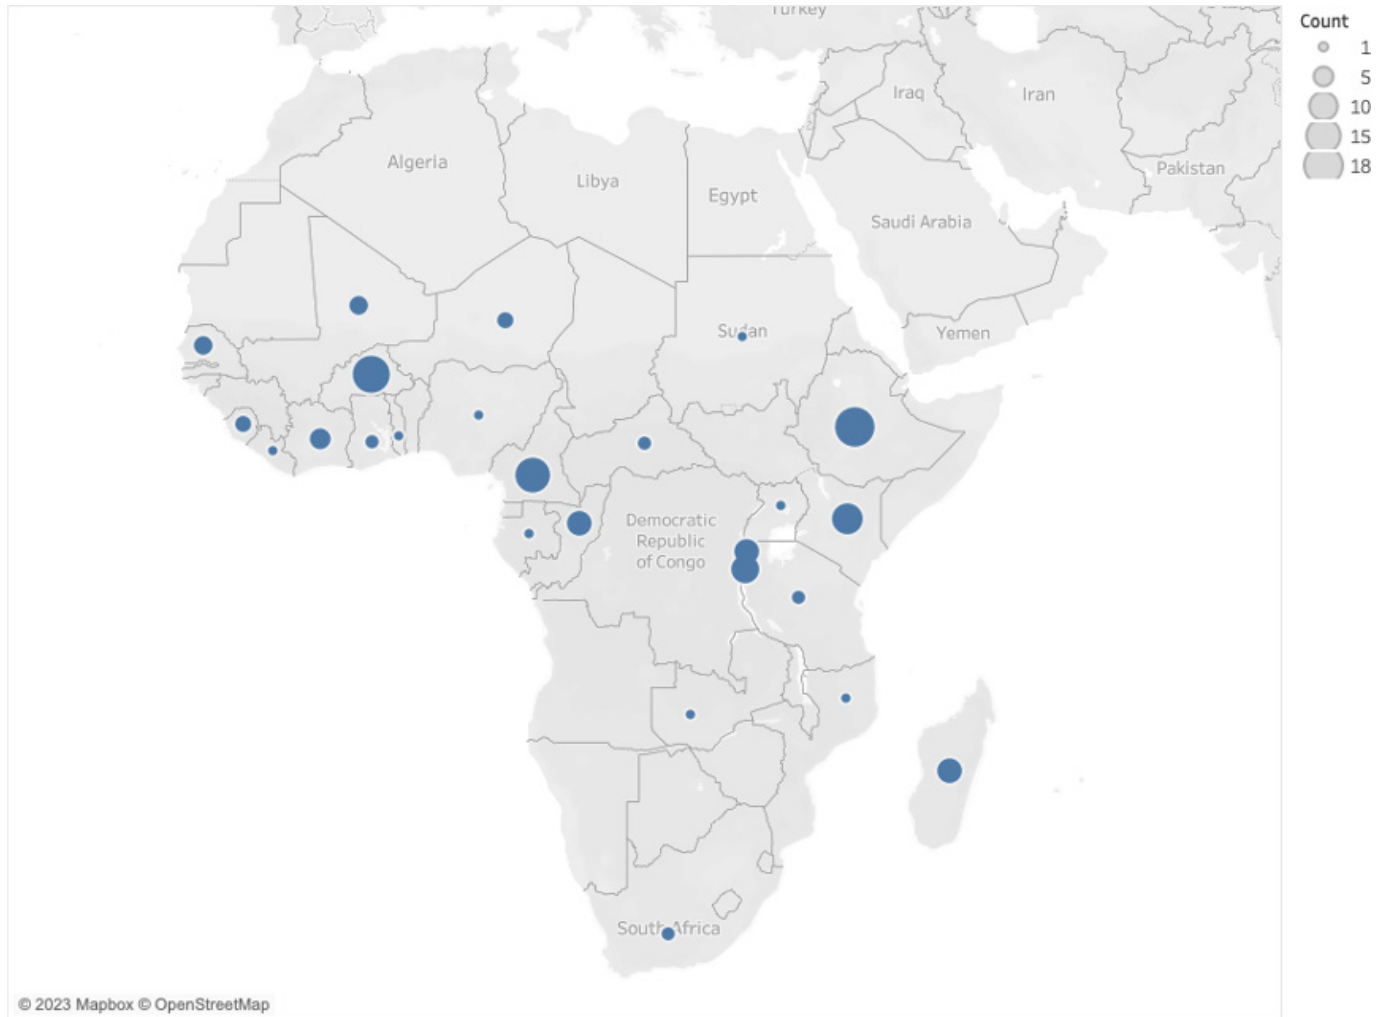 Turkey
Count
1
5
10
15
18
Iraq
Iran
Algeria
Libya
Egypt
Pakistan
Saudi Arabia
Sudan
Yemen
Democratic
Republic
of Congo
South Africa
© 2023 Mapbox © OpenStreetMap